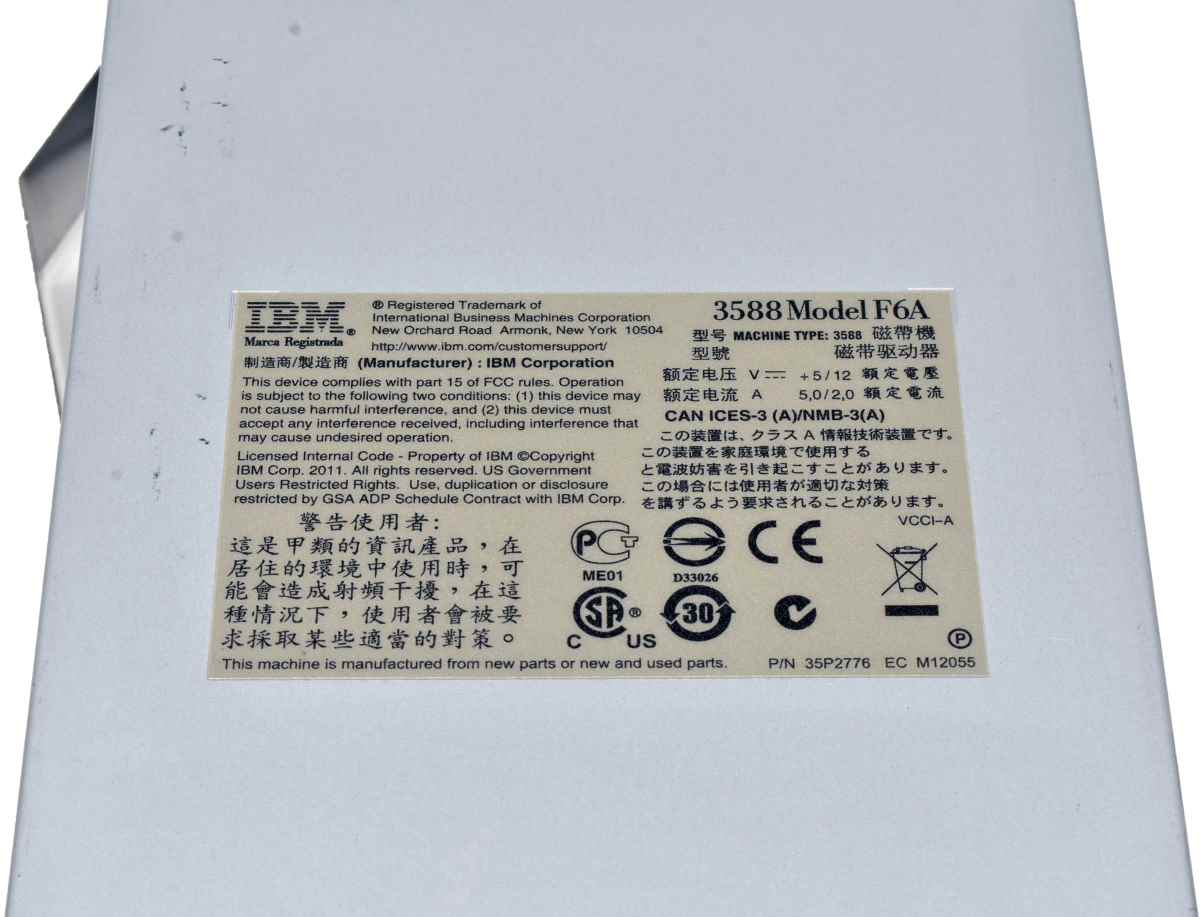 IBM®
Marca Registrada
® Registered Trademark of
International Business Machines Corporation
New Orchard Road Armonk, New York 10504
http://www.ibm.com/customersupport/
制造商/製造商 (Manufacturer) : IBM Corporation
This device complies with part 15 of FCC rules. Operation
is subject to the following two conditions: (1) this device may
not cause harmful interference, and (2) this device must
accept any interference received, including interference that
may cause undesired operation.
Licensed Internal Code - Property of IBM ©Copyright
IBM Corp. 2011. All rights reserved. US Government
Users Restricted Rights. Use, duplication or disclosure
restricted by GSA ADP Schedule Contract with IBM Corp.
警告使用者:
這是甲類的資訊產品，在
居住的環境中使用時，可
能會造成射頻干擾，在這
種情況下，使用者會被要
求採取某些適當的對策。
3588 Model F6A
型号 MACHINE TYPE: 3588 磁帶機
型號 磁带驱动器
额定电压 V +5/12 額定電壓
额定电流 A 5,0/2,0 額定電流
CAN ICES-3 (A)/NMB-3(A)
この装置は、クラス A 情報技術装置です。
この装置を家庭環境で使用する
と電波妨害を引き起こすことがあります。
この場合には使用者が適切な対策
を講ずるよう要求されることがあります。
VCCI-A
PCT
ME01
D33026
CE
C SA ® US
30
P
This machine is manufactured from new parts or new and used parts. P/N 35P2776 EC M12055